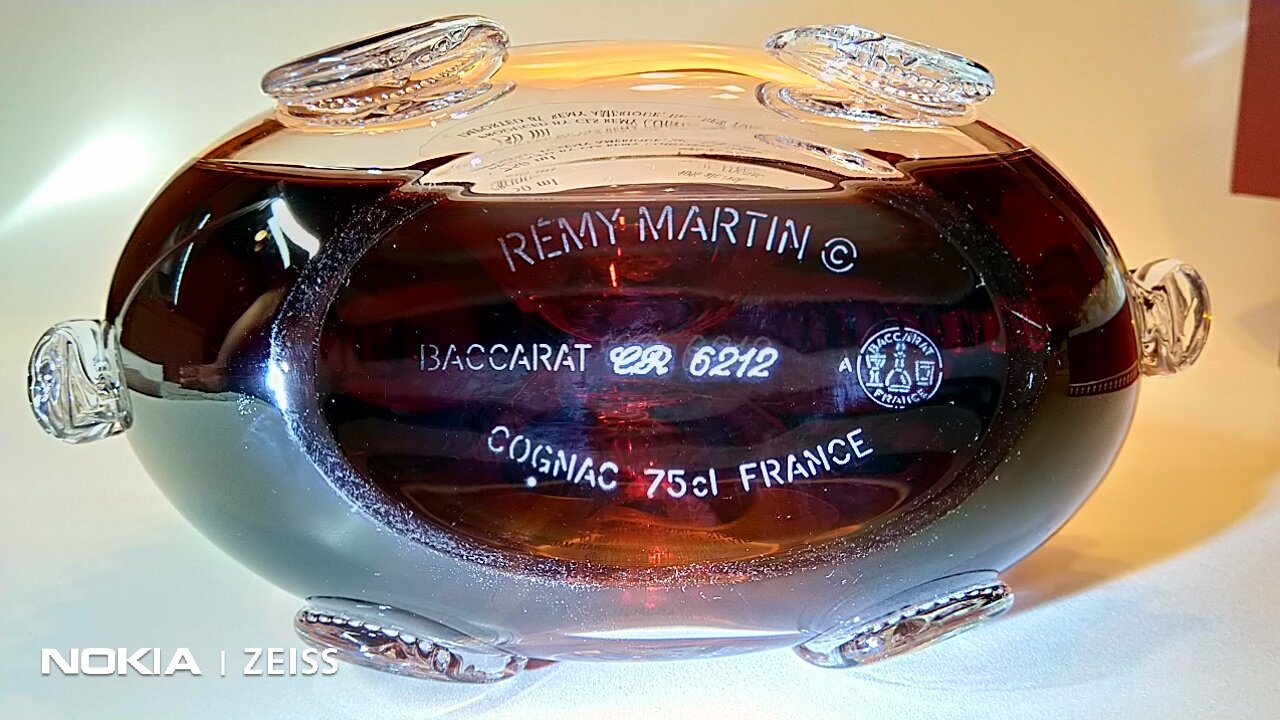 RÉMY MARTIN ©
BACCARAT CR 6212 A BACCARAT FRANCE
COGNAC 75cl FRANCE
NOKIA | ZEISS